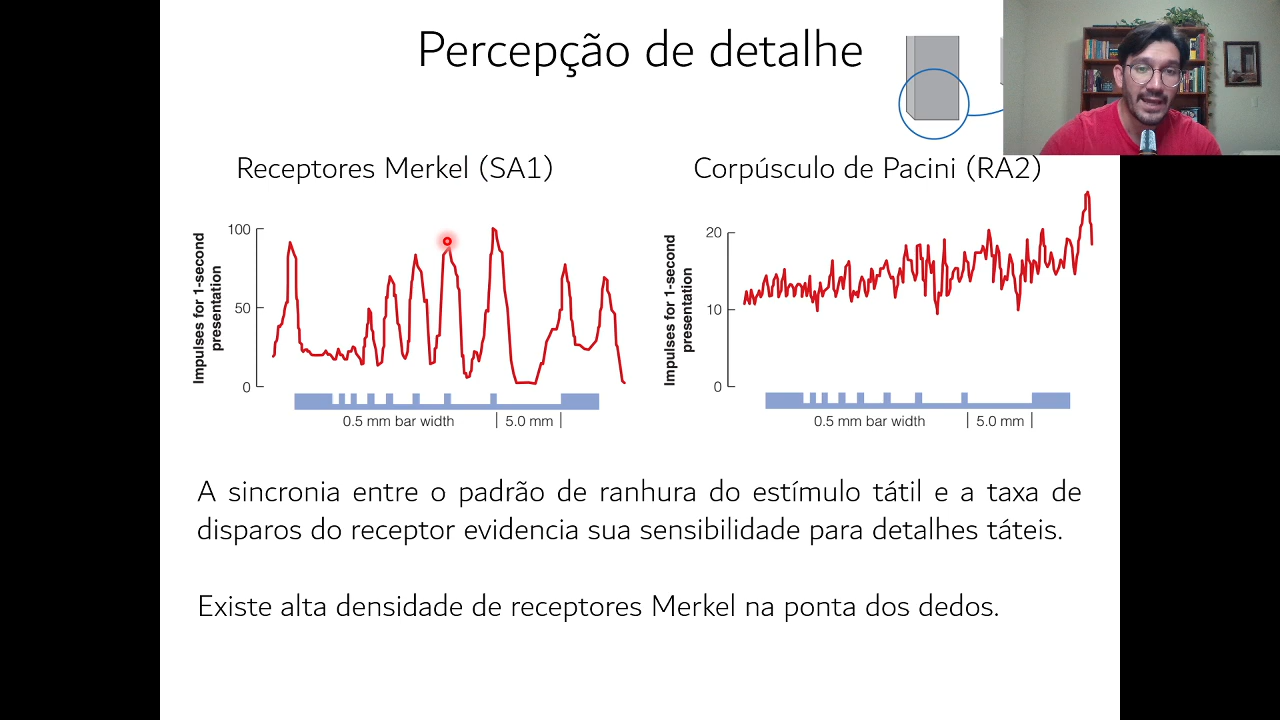 Percepção de detalhe
Receptores Merkel (SA1)
Impulses for 1-second
presentation
100
50
0
0.5 mm bar width
5.0 mm
Corpúsculo de Pacini (RA2)
Impulses for 1-second
presentation
20
10
0
0.5 mm bar width
5.0 mm
A sincronia entre o padrão de ranhura do estímulo tátil e a taxa de
disparos do receptor evidencia sua sensibilidade para detalhes táteis.
Existe alta densidade de receptores Merkel na ponta dos dedos.